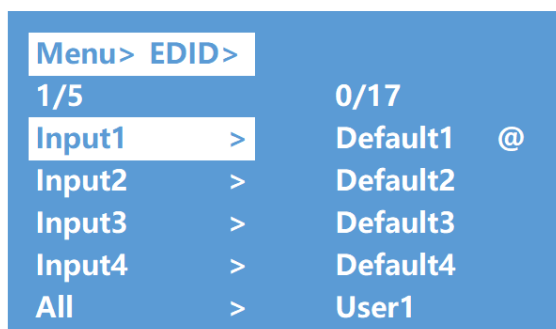 Menu> EDID>
1/5 0/17
Input1 > Default1 @
Input2 > Default2
Input3 > Default3
Input4 > Default4
All > User1